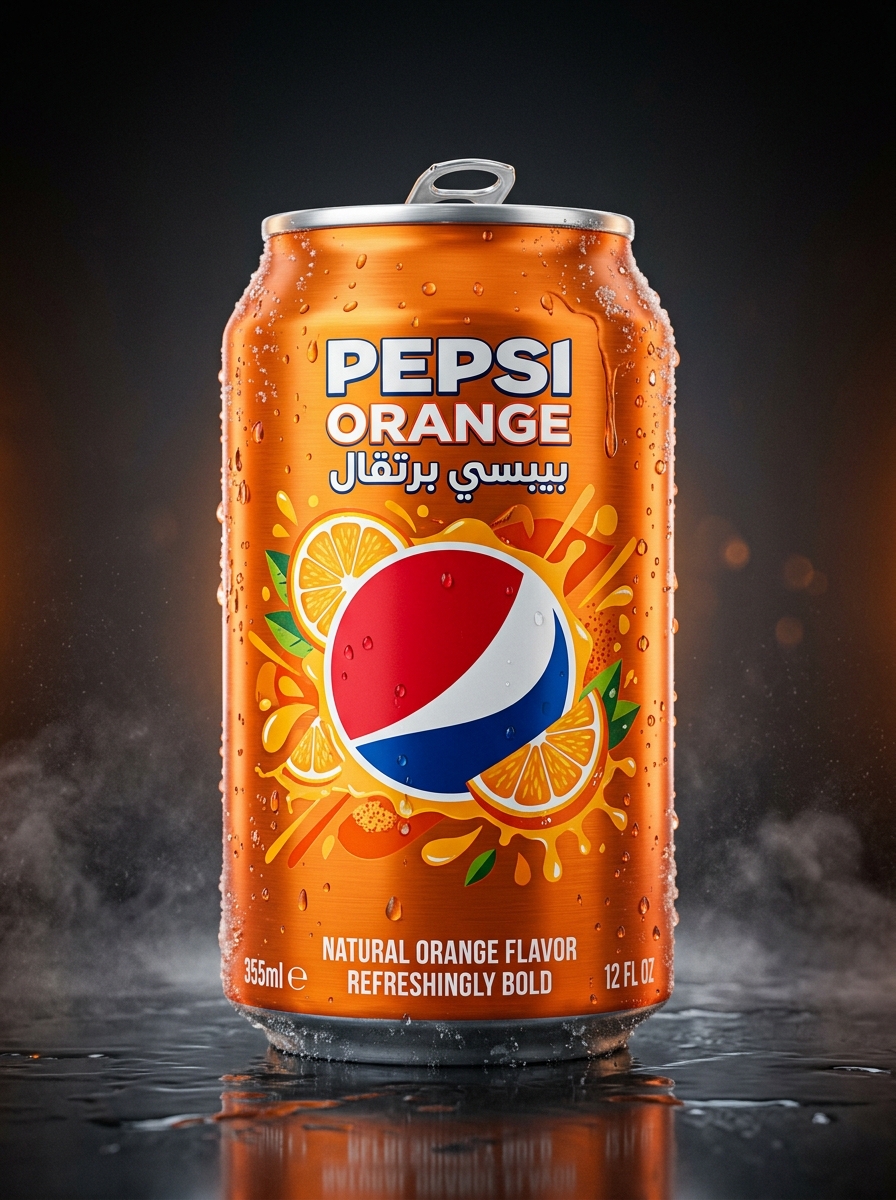 PEPSI
ORANGE
بيبسي برتقال
NATURAL ORANGE FLAVOR
REFRESHINGLY BOLD
355ml ℮
12 FL OZ